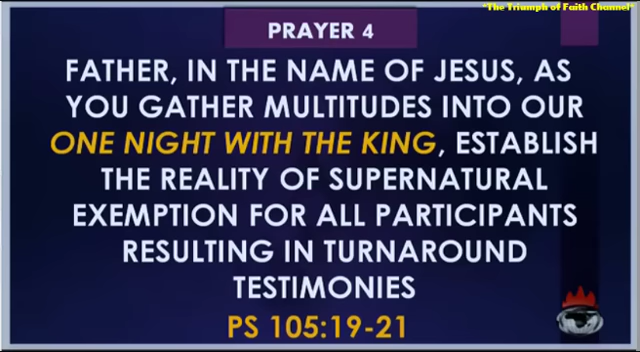 "The Triumph of Faith Channel"
PRAYER 4
FATHER, IN THE NAME OF JESUS, AS
YOU GATHER MULTITUDES INTO OUR
ONE NIGHT WITH THE KING, ESTABLISH
THE REALITY OF SUPERNATURAL
EXEMPTION FOR ALL PARTICIPANTS
RESULTING IN TURNAROUND
TESTIMONIES
PS 105:19-21